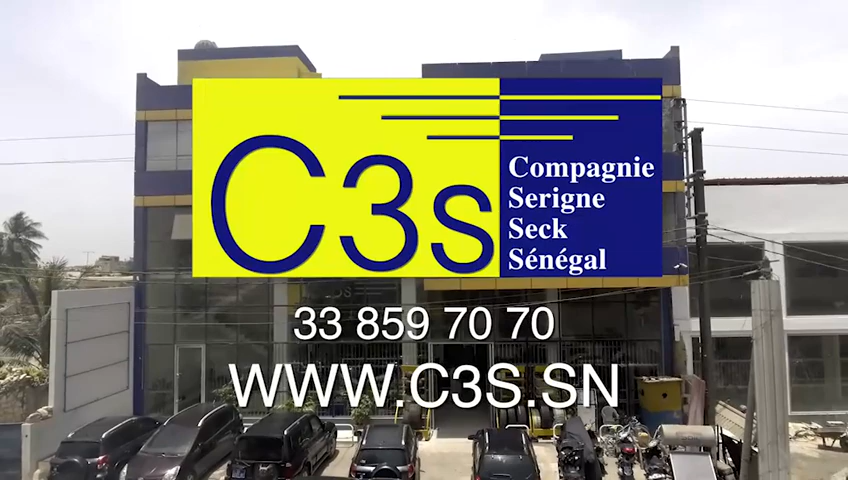 C3s
Compagnie
Serigne
Seck
Sénégal
33 859 70 70
WWW.C3S.SN